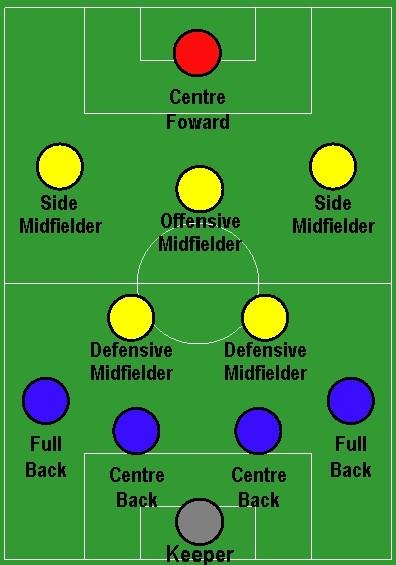 Centre
Foward
Side
Midfielder
Offensive
Midfielder
Side
Midfielder
Defensive
Midfielder
Defensive
Midfielder
Full
Back
Centre
Back
Centre
Back
Full
Back
Keeper